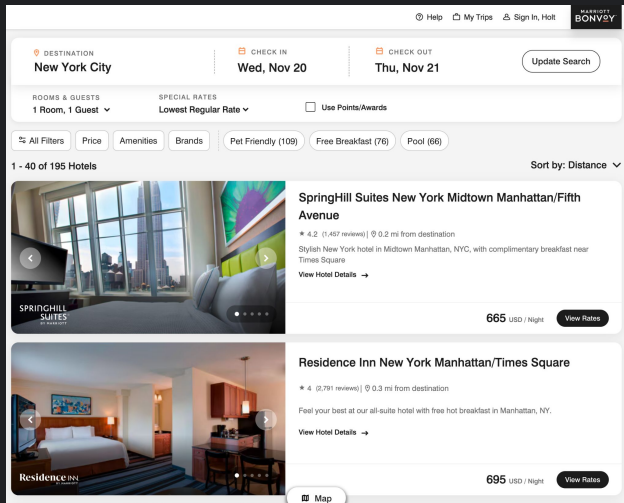 Help My Trips Sign In, Holt
MARRIOTT
BONVOY
DESTINATION CHECK IN CHECK OUT
New York City Wed, Nov 20 Thu, Nov 21 Update Search
ROOMS & GUESTS SPECIAL RATES
1 Room, 1 Guest Lowest Regular Rate Use Points/Awards
All Filters Price Amenities Brands Pet Friendly (109) Free Breakfast (76) Pool (66)
1 - 40 of 195 Hotels Sort by: Distance
SpringHill Suites New York Midtown Manhattan/Fifth
Avenue
4.2 (1,457 reviews) | 0.2 mi from destination
Stylish New York hotel in Midtown Manhattan, NYC, with complimentary breakfast near
Times Square
View Hotel Details →
SPRINGHILL
SUITES
BY MARRIOTT
665 USD / Night View Rates
Residence Inn New York Manhattan/Times Square
4 (2,791 reviews) | 0.3 mi from destination
Feel your best at our all-suite hotel with free hot breakfast in Manhattan, NY.
View Hotel Details →
Residence INN
BY MARRIOTT
695 USD / Night View Rates
Map